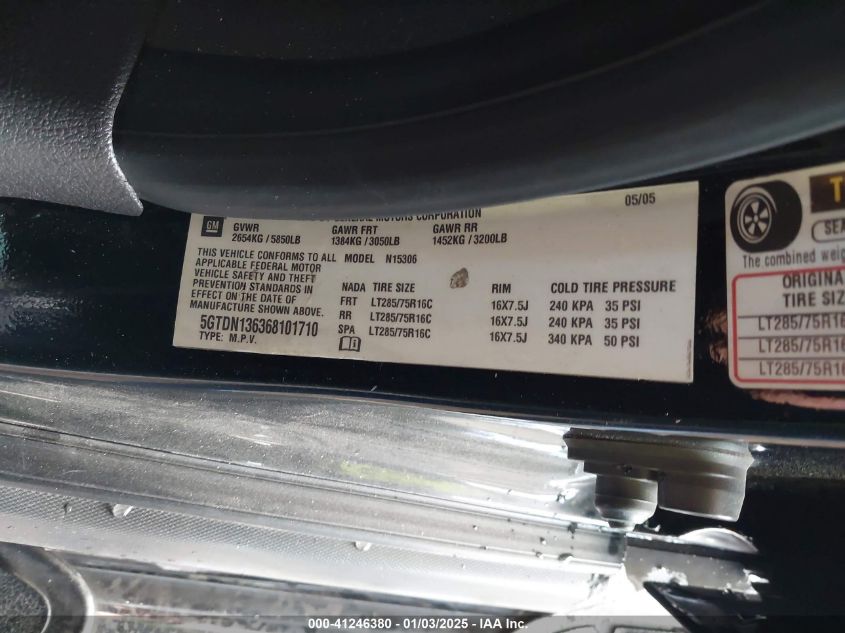 GENERAL MOTORS CORPORATION
05/05
GM
GVWR GAWR FRT GAWR RR
2654KG / 5850LB 1384KG / 3050LB 1452KG / 3200LB
THIS VEHICLE CONFORMS TO ALL MODEL N15306
APPLICABLE FEDERAL MOTOR
VEHICLE SAFETY AND THEFT
PREVENTION STANDARDS IN
EFFECT ON THE DATE OF
MANUFACTURE SHOWN ABOVE.
5GTDN136368101710
TYPE: M.P.V.
NADA TIRE SIZE RIM COLD TIRE PRESSURE
FRT LT285/75R16C 16X7.5J 240 KPA 35 PSI
RR LT285/75R16C 16X7.5J 240 KPA 35 PSI
SPA LT285/75R16C 16X7.5J 340 KPA 50 PSI
T
SEA
The combined weig
ORIGINA
TIRE SIZ
LT285/75R16
LT285/75R16
LT285/75R16
000-41246380 - 01/03/2025 - IAA Inc.